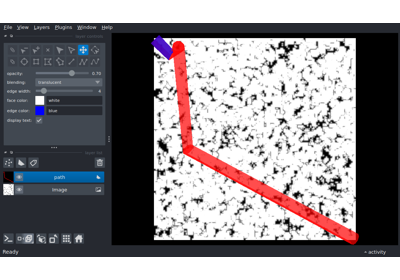 File View Layers Plugins Window Help
opacity: 0.70
blending: translucent
edge width:
face color: white
edge color: blue
display text:
path
Image
Ready
activity